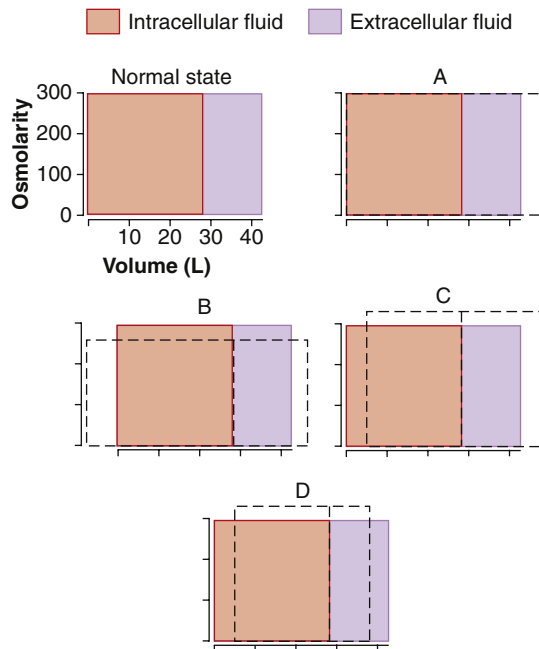 Intracellular fluid Extracellular fluid
Normal state A
300
200
100
0
Osmolarity
10 20 30 40
Volume (L)
B C
D